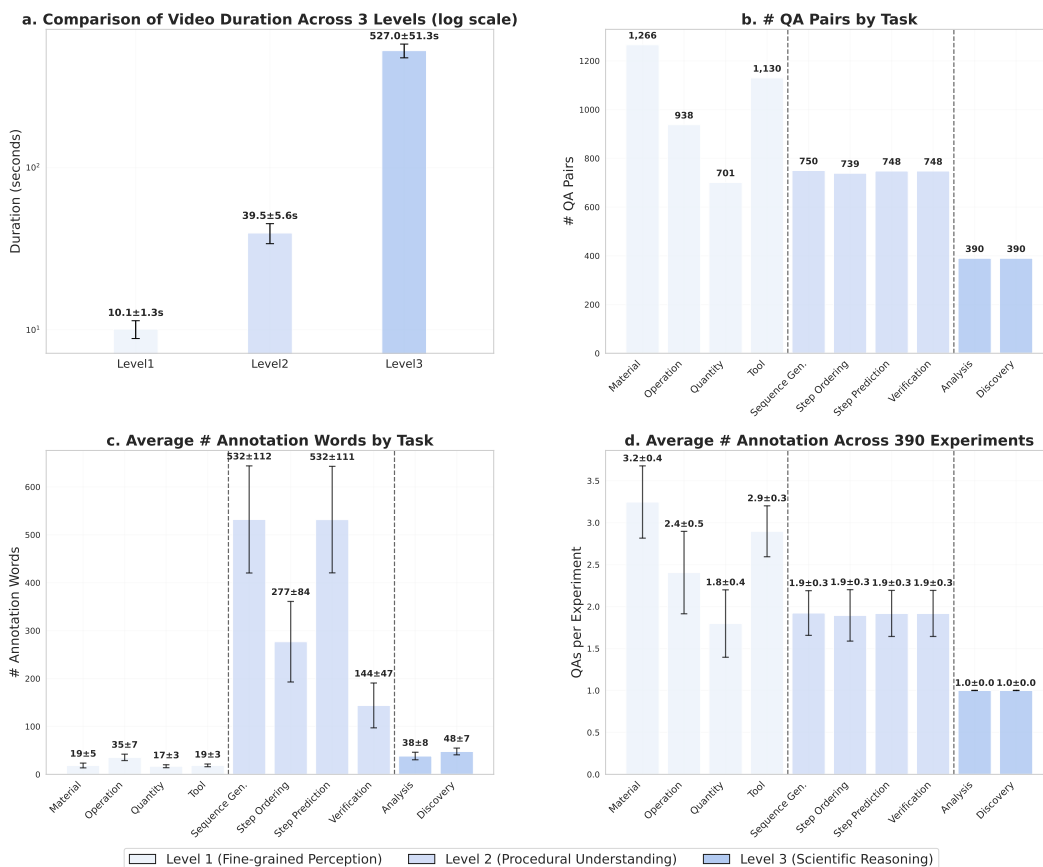 a. Comparison of Video Duration Across 3 Levels (log scale)
527.0±51.3s
39.5±5.6s
10.1±1.3s
10²
10¹
Duration (seconds)
Level1
Level2
Level3
b. # QA Pairs by Task
1,266
938
701
1,130
750
739
748
748
390
390
1200
1000
800
600
400
200
0
# QA Pairs
Material
Operation
Quantity
Tool
Sequence Gen.
Step Ordering
Step Prediction
Verification
Analysis
Discovery
c. Average # Annotation Words by Task
19±5
35±7
17±3
19±3
532±112
277±84
532±111
144±47
38±8
48±7
600
500
400
300
200
100
0
# Annotation Words
Material
Operation
Quantity
Tool
Sequence Gen.
Step Ordering
Step Prediction
Verification
Analysis
Discovery
d. Average # Annotation Across 390 Experiments
3.2±0.4
2.4±0.5
1.8±0.4
2.9±0.3
1.9±0.3
1.9±0.3
1.9±0.3
1.9±0.3
1.0±0.0
1.0±0.0
3.5
3.0
2.5
2.0
1.5
1.0
0.5
0.0
QAs per Experiment
Material
Operation
Quantity
Tool
Sequence Gen.
Step Ordering
Step Prediction
Verification
Analysis
Discovery
Level 1 (Fine-grained Perception)
Level 2 (Procedural Understanding)
Level 3 (Scientific Reasoning)